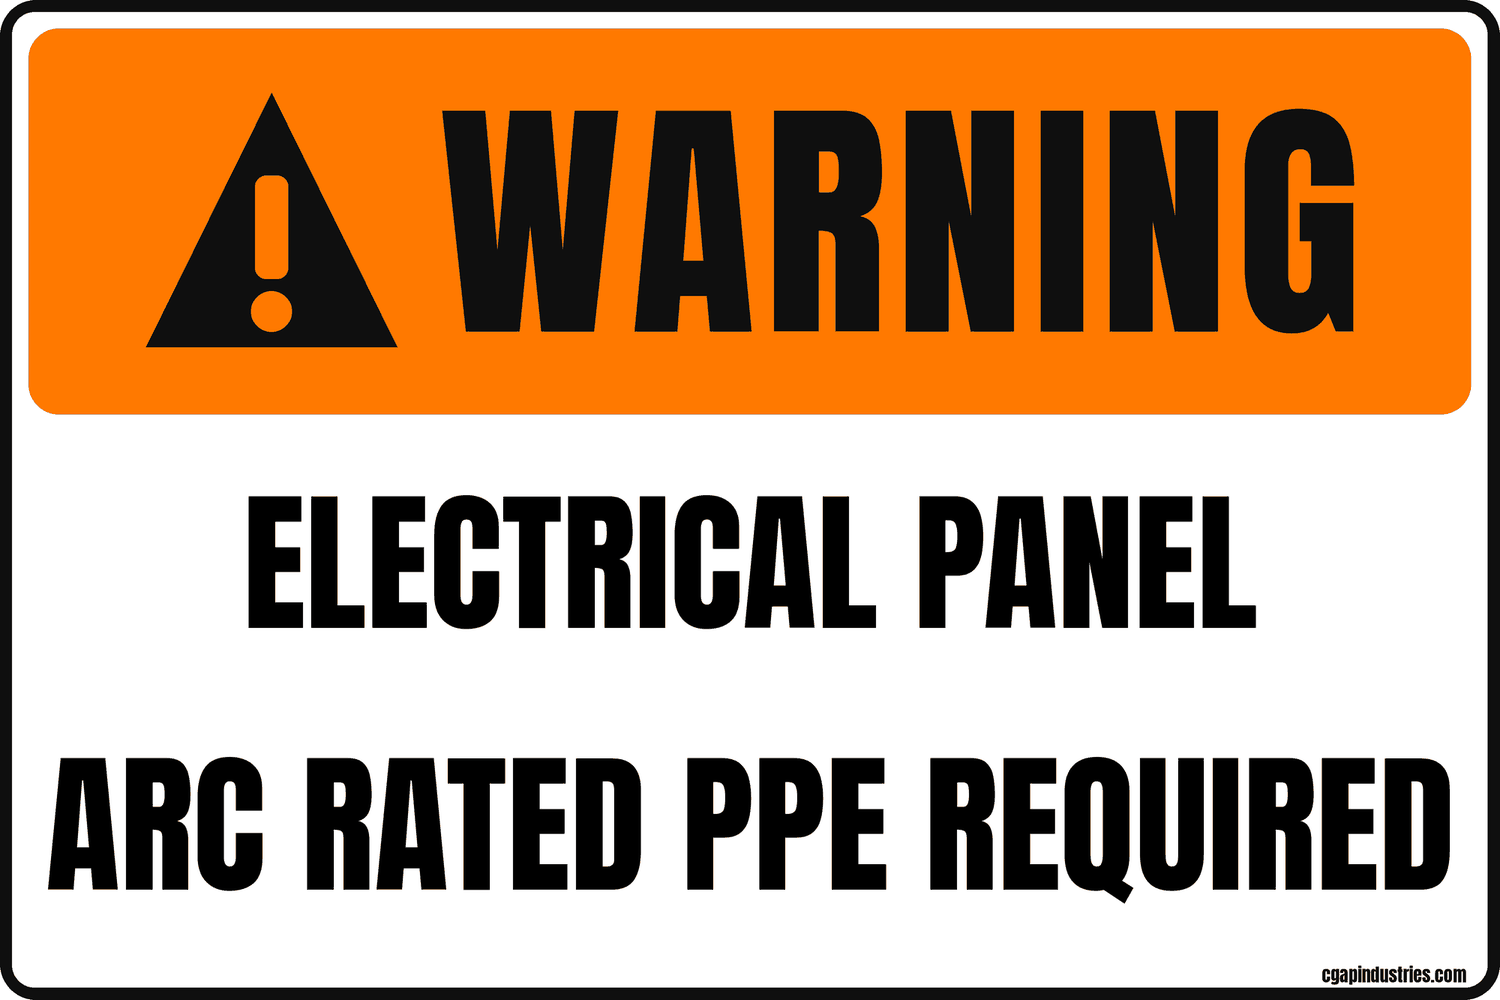 WARNING
ELECTRICAL PANEL
ARC RATED PPE REQUIRED
cgapindustries.com